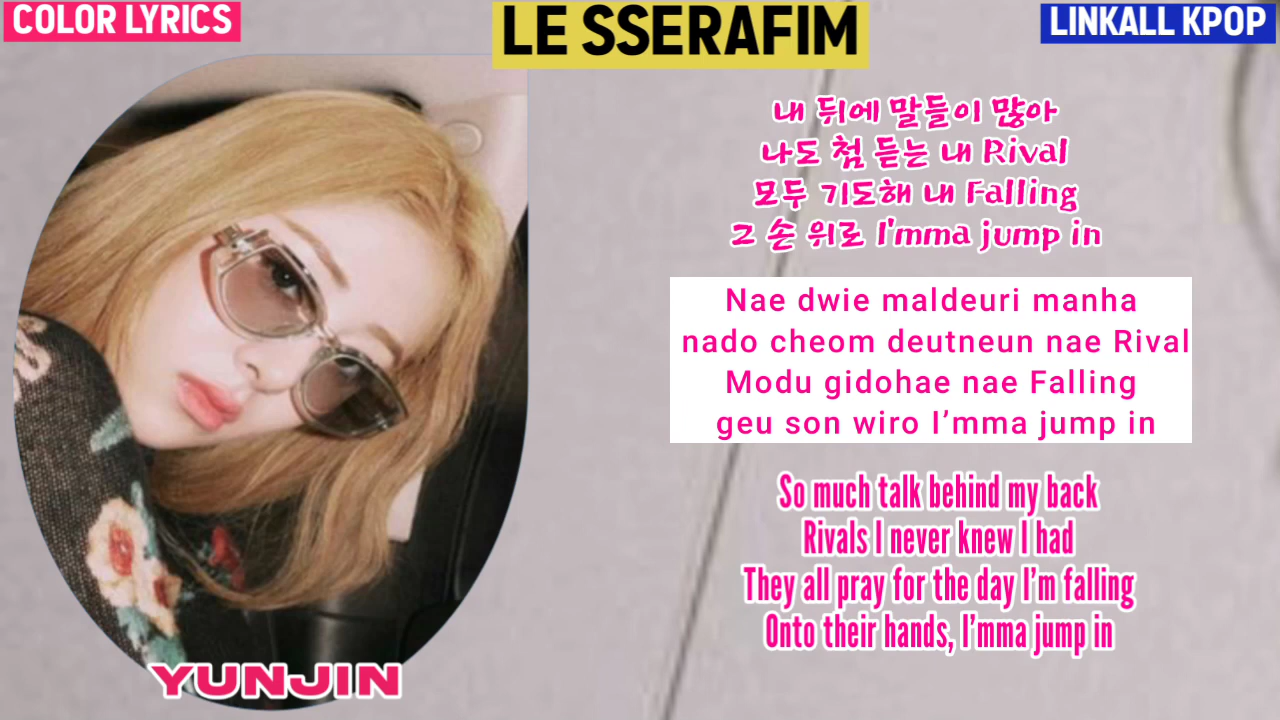 COLOR LYRICS
LE SSERAFIM
LINKALL KPOP
내 뒤에 말들이 많아
나도 첨 듣는 내 Rival
모두 기도해 내 Falling
그 손 위로 I'mma jump in
Nae dwie maldeuri manha
nado cheom deutneun nae Rival
Modu gidohae nae Falling
geu son wiro I’mma jump in
So much talk behind my back
Rivals I never knew I had
They all pray for the day I’m falling
Onto their hands, I’mma jump in
YUNJIN